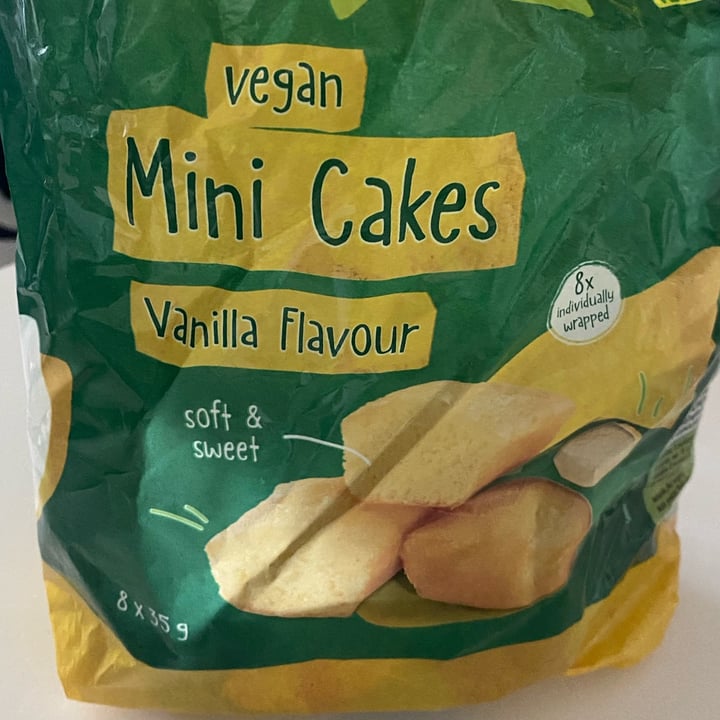 vegan
Mini Cakes
Vanilla Flavour
8x
individually
wrapped
soft &
sweet
8 x 35 g